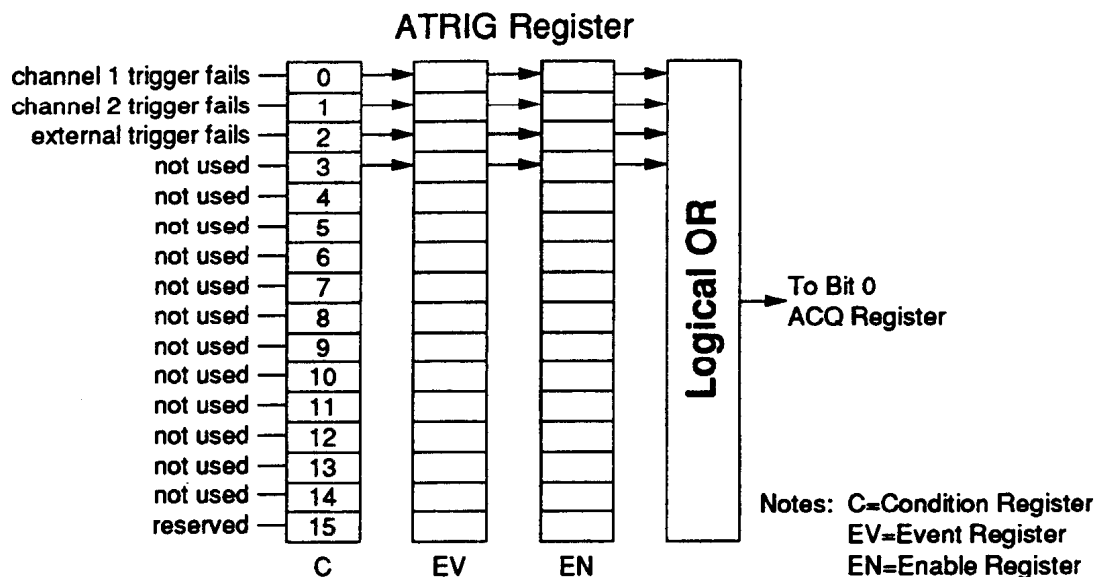 ATRIG Register
channel 1 trigger fails 0
channel 2 trigger fails 1
external trigger fails 2
not used 3
not used 4
not used 5
not used 6
not used 7
not used 8
not used 9
not used 10
not used 11
not used 12
not used 13
not used 14
reserved 15
C EV EN
Logical OR
To Bit 0
ACQ Register
Notes: C=Condition Register
EV=Event Register
EN=Enable Register